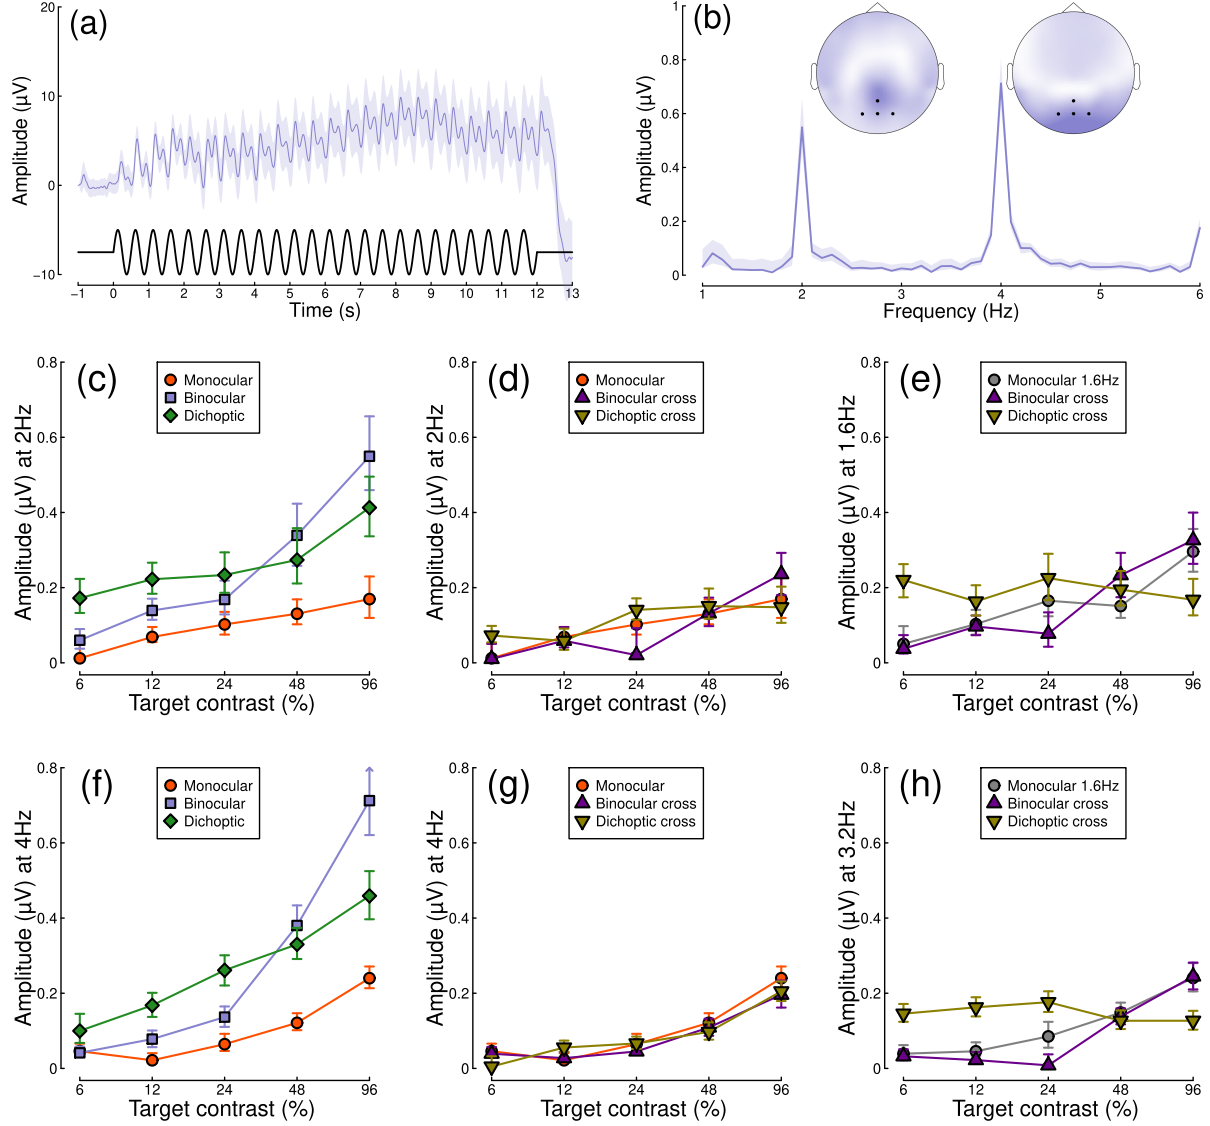 (a)
Amplitude (µV)
20
10
0
−10
−1 0 1 2 3 4 5 6 7 8 9 10 11 12 13
Time (s)
(b)
Amplitude (µV)
1
0.8
0.6
0.4
0.2
0
1 2 3 4 5 6
Frequency (Hz)
(c)
Monocular
Binocular
Dichoptic
Amplitude (µV) at 2Hz
0.8
0.6
0.4
0.2
0
6 12 24 48 96
Target contrast (%)
(d)
Monocular
Binocular cross
Dichoptic cross
Amplitude (µV) at 2Hz
0.8
0.6
0.4
0.2
0
6 12 24 48 96
Target contrast (%)
(e)
Monocular 1.6Hz
Binocular cross
Dichoptic cross
Amplitude (µV) at 1.6Hz
0.8
0.6
0.4
0.2
0
6 12 24 48 96
Target contrast (%)
(f)
Monocular
Binocular
Dichoptic
Amplitude (µV) at 4Hz
0.8
0.6
0.4
0.2
0
6 12 24 48 96
Target contrast (%)
(g)
Monocular
Binocular cross
Dichoptic cross
Amplitude (µV) at 4Hz
0.8
0.6
0.4
0.2
0
6 12 24 48 96
Target contrast (%)
(h)
Monocular 1.6Hz
Binocular cross
Dichoptic cross
Amplitude (µV) at 3.2Hz
0.8
0.6
0.4
0.2
0
6 12 24 48 96
Target contrast (%)